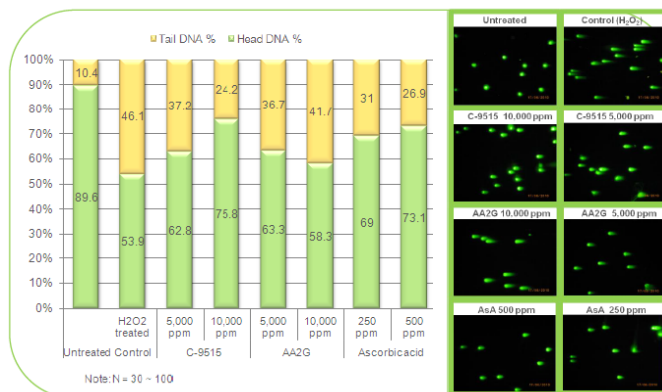 Tail DNA % Head DNA %
100%
90%
80%
70%
60%
50%
40%
30%
20%
10%
0%
10.4 46.1 37.2 24.2 36.7 41.7 31 26.9
89.6 53.9 62.8 75.8 63.3 58.3 69 73.1
H2O2 treated 5,000 ppm 10,000 ppm 5,000 ppm 10,000 ppm 250 ppm 500 ppm
Untreated Control C-9515 AA2G Ascorbicacid
Note: N = 30 ~ 100
Untreated Control (H₂O₂)
C-9515 10,000 ppm C-9515 5,000 ppm
AA2G 10,000 ppm AA2G 5,000 ppm
AsA 500 ppm AsA 250 ppm